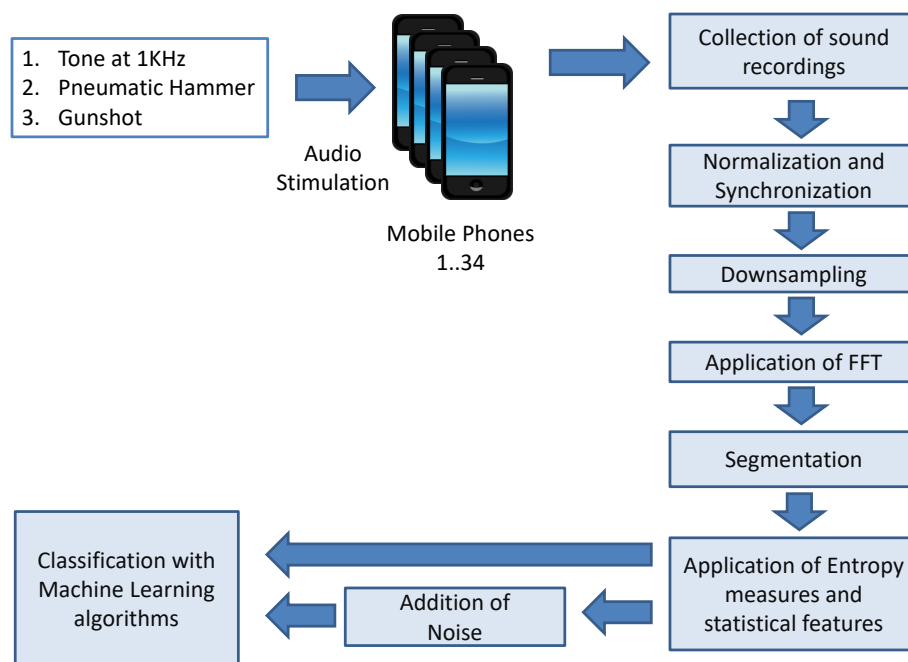 1. Tone at 1KHz
2. Pneumatic Hammer
3. Gunshot
Audio
Stimulation
Mobile Phones
1..34
Collection of sound
recordings
Normalization and
Synchronization
Downsampling
Application of FFT
Segmentation
Application of Entropy
measures and
statistical features
Addition of
Noise
Classification with
Machine Learning
algorithms